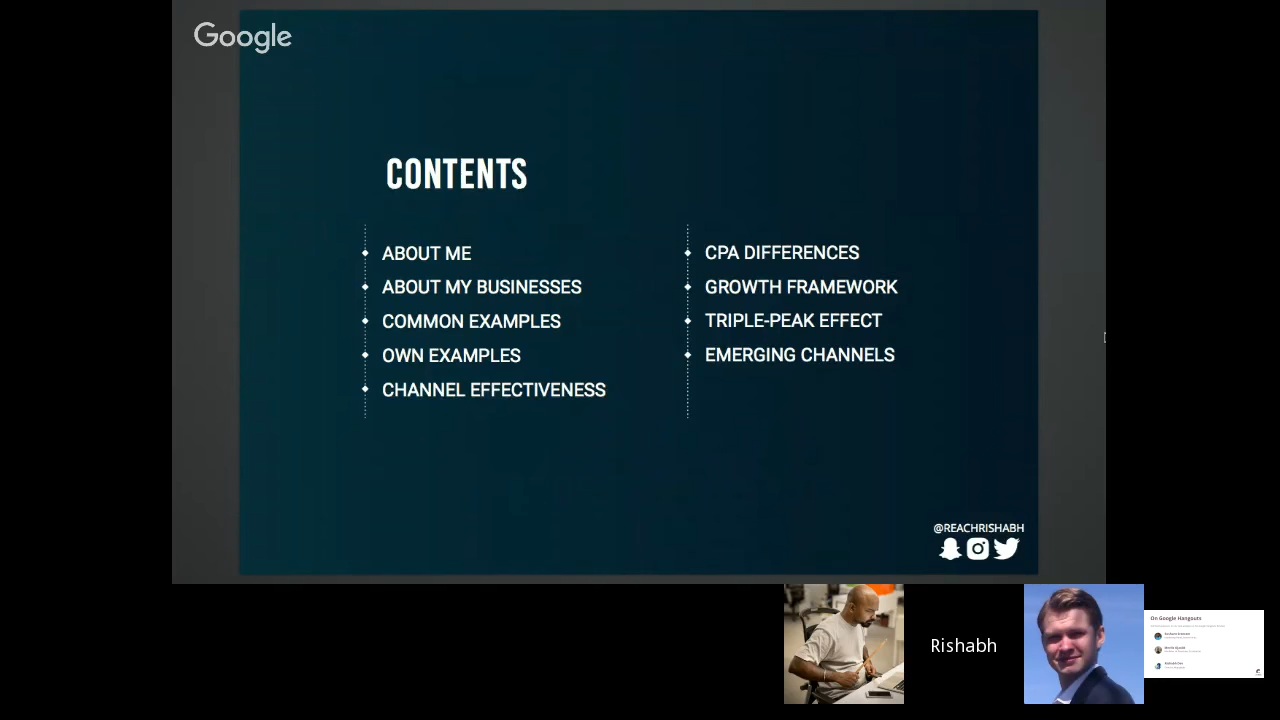 Google
CONTENTS
ABOUT ME
ABOUT MY BUSINESSES
COMMON EXAMPLES
OWN EXAMPLES
CHANNEL EFFECTIVENESS
CPA DIFFERENCES
GROWTH FRAMEWORK
TRIPLE-PEAK EFFECT
EMERGING CHANNELS
@REACHRISHABH
Rishabh
On Google Hangouts